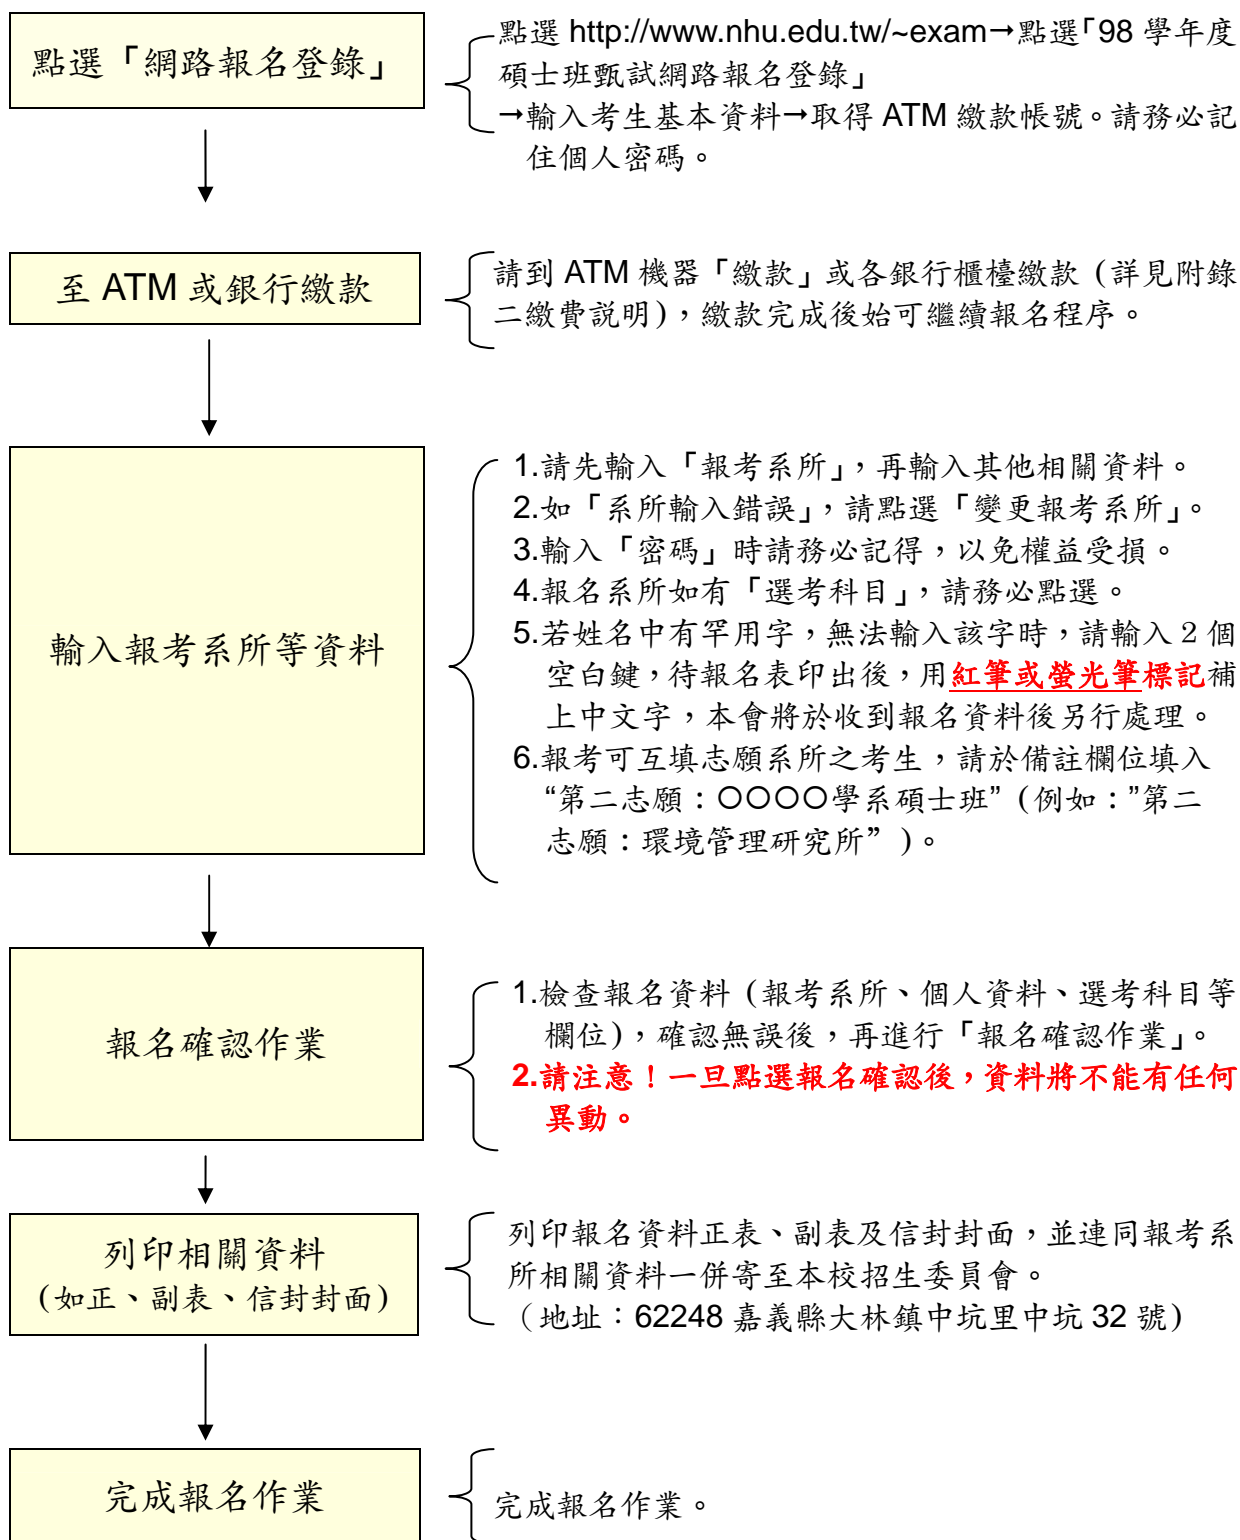 點選「網路報名登錄」
點選 http://www.nhu.edu.tw/~exam→點選「98 學年度
碩士班甄試網路報名登錄」
→輸入考生基本資料→取得 ATM 繳款帳號。請務必記
住個人密碼。
至 ATM 或銀行繳款
請到 ATM 機器「繳款」或各銀行櫃檯繳款 (詳見附錄
二繳費說明)，繳款完成後始可繼續報名程序。
輸入報考系所等資料
1.請先輸入「報考系所」，再輸入其他相關資料。
2.如「系所輸入錯誤」，請點選「變更報考系所」。
3.輸入「密碼」時請務必記得，以免權益受損。
4.報名系所如有「選考科目」，請務必點選。
5.若姓名中有罕用字，無法輸入該字時，請輸入２個
空白鍵，待報名表印出後，用紅筆或螢光筆標記補
上中文字，本會將於收到報名資料後另行處理。
6.報考可互填志願系所之考生，請於備註欄位填入
“第二志願：○○○○學系碩士班” (例如：”第二
志願：環境管理研究所” )。
報名確認作業
1.檢查報名資料 (報考系所、個人資料、選考科目等
欄位)，確認無誤後，再進行「報名確認作業」。
2.請注意！一旦點選報名確認後，資料將不能有任何
異動。
列印相關資料
(如正、副表、信封封面)
列印報名資料正表、副表及信封封面，並連同報考系
所相關資料一併寄至本校招生委員會。
（地址：62248 嘉義縣大林鎮中坑里中坑 32 號)
完成報名作業
完成報名作業。